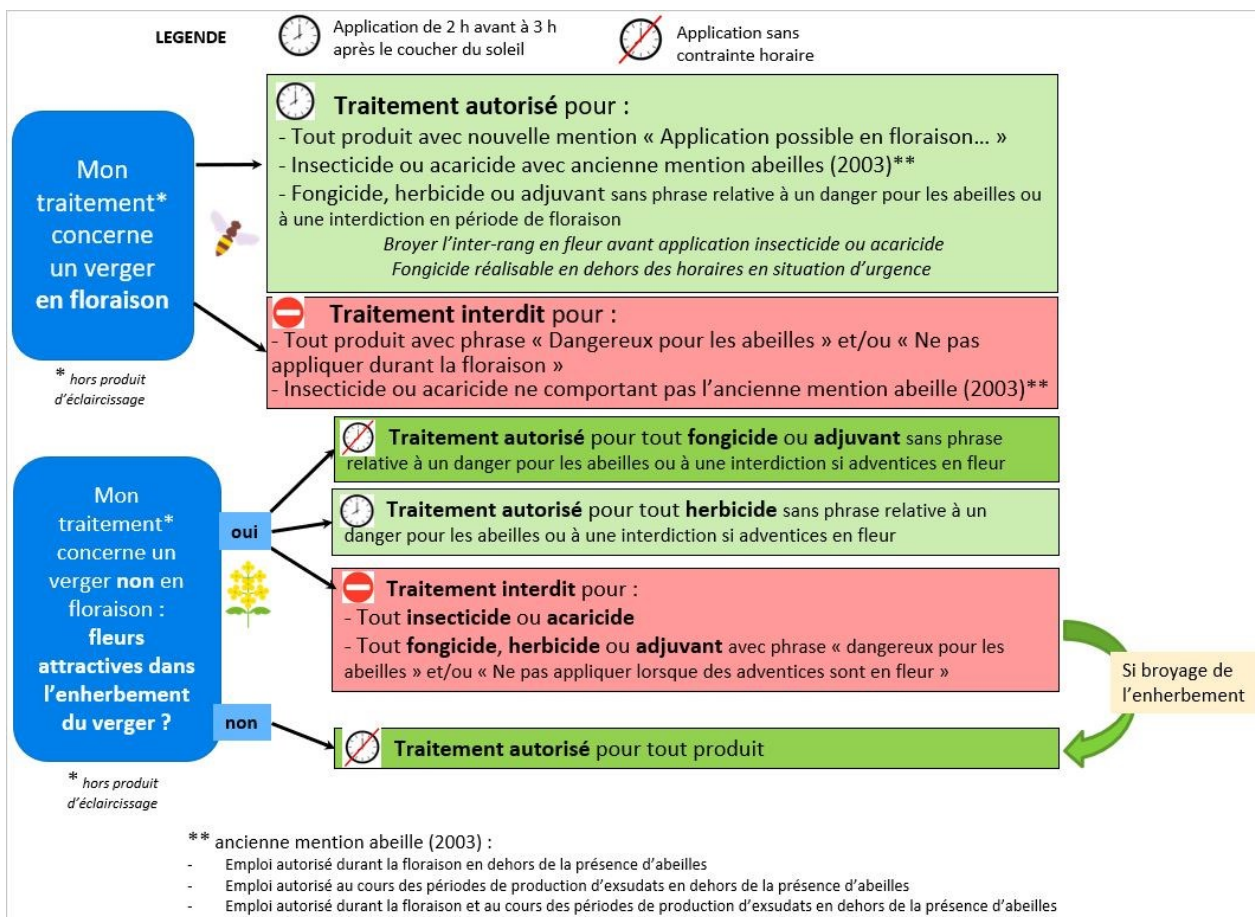 LEGENDE
Application de 2 h avant à 3 h
après le coucher du soleil
Application sans
contrainte horaire
Mon
traitement*
concerne
un verger
en floraison
* hors produit
d'éclaircissage
Traitement autorisé pour :
- Tout produit avec nouvelle mention « Application possible en floraison... »
- Insecticide ou acaricide avec ancienne mention abeilles (2003)**
- Fongicide, herbicide ou adjuvant sans phrase relative à un danger pour les abeilles ou
à une interdiction en période de floraison
Broyer l'inter-rang en fleur avant application insecticide ou acaricide
Fongicide réalisable en dehors des horaires en situation d'urgence
Traitement interdit pour :
- Tout produit avec phrase « Dangereux pour les abeilles » et/ou « Ne pas
appliquer durant la floraison »
- Insecticide ou acaricide ne comportant pas l'ancienne mention abeille (2003)**
Mon
traitement*
concerne un
verger non en
floraison :
fleurs
attractives dans
l'enherbement
du verger ?
* hors produit
d'éclaircissage
oui
non
Traitement autorisé pour tout fongicide ou adjuvant sans phrase
relative à un danger pour les abeilles ou à une interdiction si adventices en fleur
Traitement autorisé pour tout herbicide sans phrase relative à un
danger pour les abeilles ou à une interdiction si adventices en fleur
Traitement interdit pour :
- Tout insecticide ou acaricide
- Tout fongicide, herbicide ou adjuvant avec phrase « dangereux pour les
abeilles » et/ou « Ne pas appliquer lorsque des adventices sont en fleur »
Si broyage de
l'enherbement
Traitement autorisé pour tout produit
** ancienne mention abeille (2003) :
- Emploi autorisé durant la floraison en dehors de la présence d'abeilles
- Emploi autorisé au cours des périodes de production d'exsudats en dehors de la présence d'abeilles
- Emploi autorisé durant la floraison et au cours des périodes de production d'exsudats en dehors de la présence d'abeilles